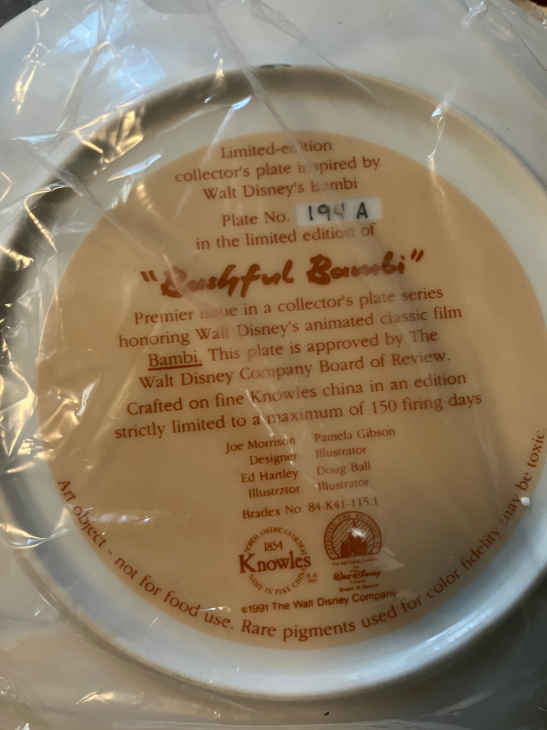 Limited-edition
collector's plate inspired by
Walt Disney's Bambi
Plate No. 194 A
in the limited edition of
"Bashful Bambi"
Premier issue in a collector's plate series
honoring Walt Disney's animated classic film
Bambi. This plate is approved by The
Walt Disney Company Board of Review.
Crafted on fine Knowles china in an edition
strictly limited to a maximum of 150 firing days
Joe Morrison Pamela Gibson
Designer Illustrator
Ed Hartley Doug Ball
Illustrator Illustrator
Bradex No. 84-K41-115.1
1854
Knowles
Walt Disney
©1991 The Walt Disney Company
Art object - not for food use. Rare pigments used for color fidelity may be toxic.